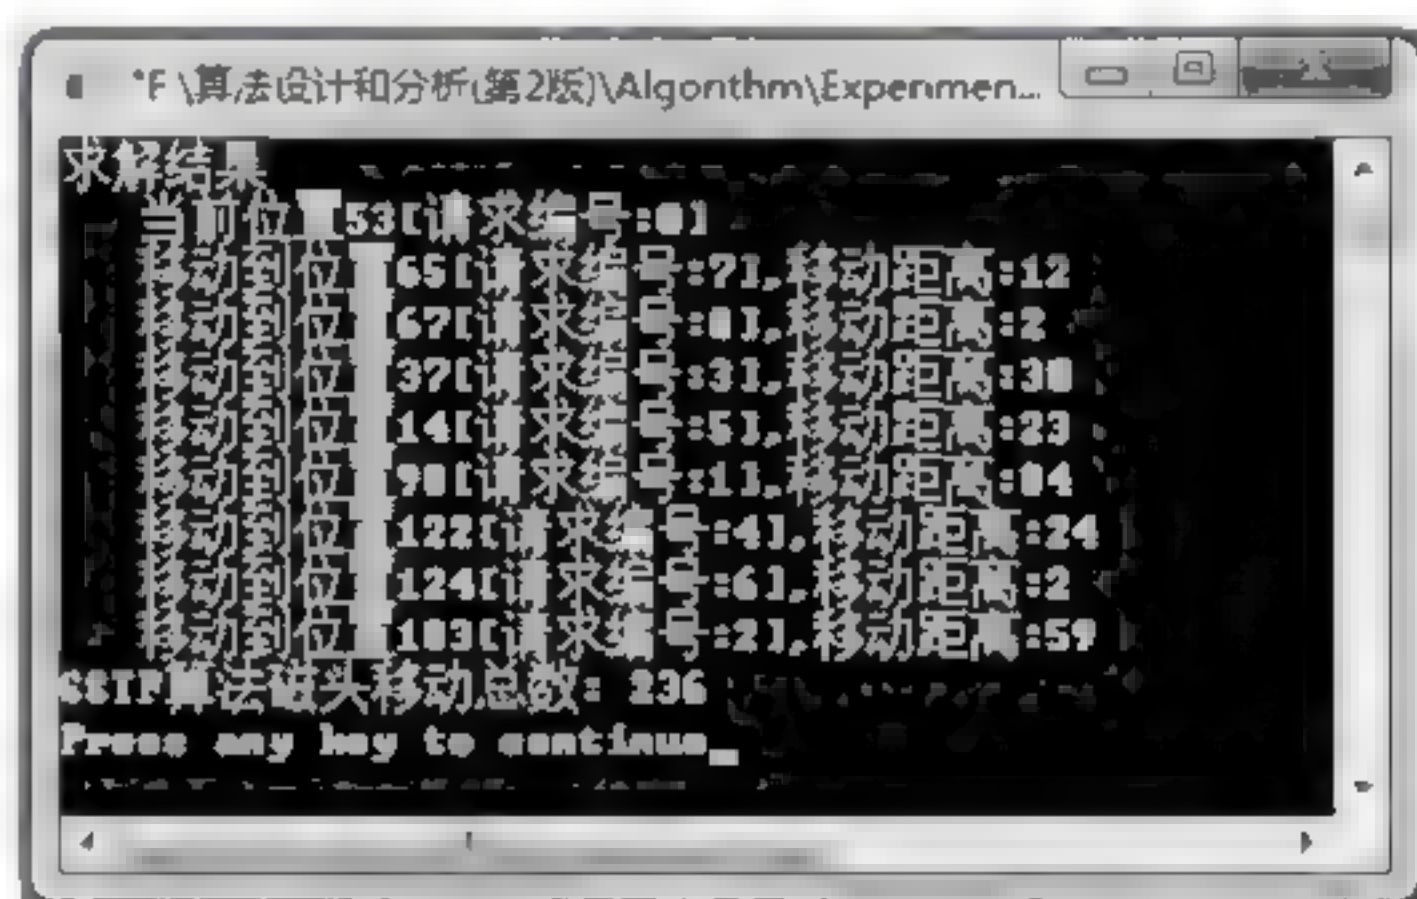 "F:\算法设计和分析(第2版)\Algorithm\Experimen...
求解结果
当前位置53[请求编号:0]
移动到位置65[请求编号:7],移动距离:12
移动到位置67[请求编号:8],移动距离:2
移动到位置37[请求编号:3],移动距离:30
移动到位置14[请求编号:5],移动距离:23
移动到位置98[请求编号:1],移动距离:84
移动到位置122[请求编号:4],移动距离:24
移动到位置124[请求编号:6],移动距离:2
移动到位置183[请求编号:2],移动距离:59
SSTF算法磁头移动总数: 236
Press any key to continue_